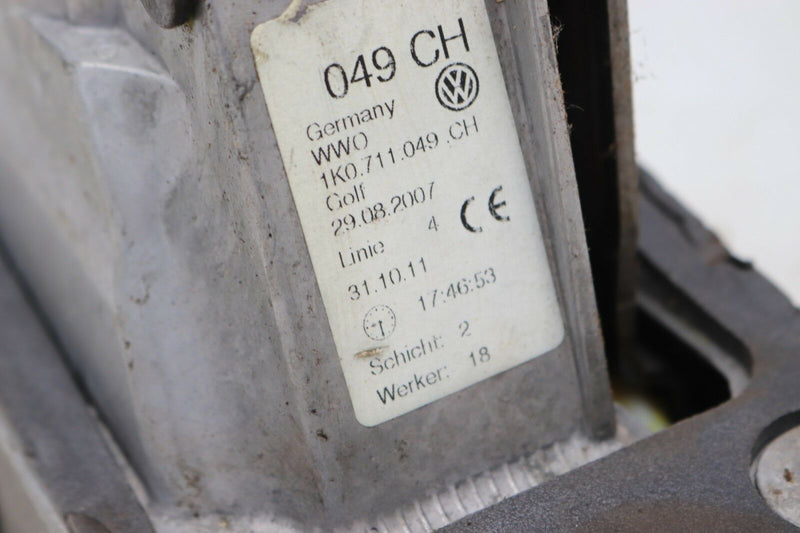 049 CH
Germany
WWO
1K0.711.049 .CH
Golf
29.08.2007
Linie 4 CE
31.10.11
17:46:53
Schicht: 2
Werker: 18